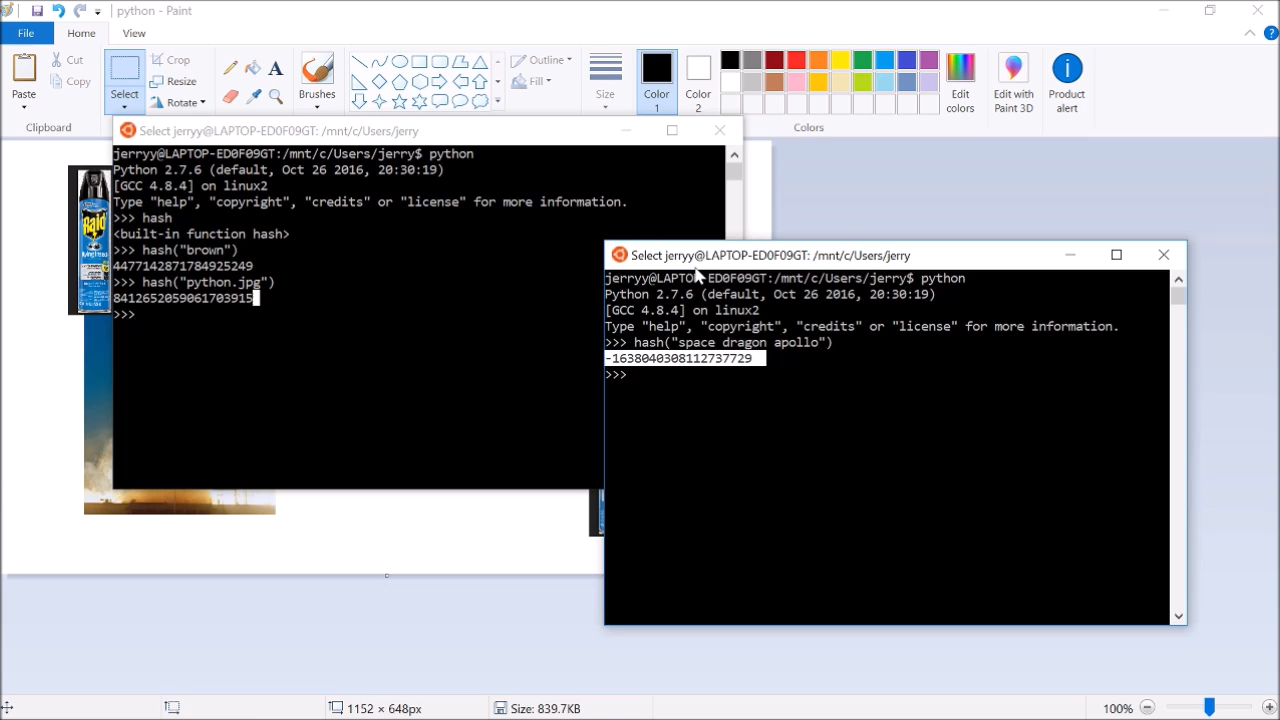 python - Paint
File
Home
View
Paste
Cut
Copy
Clipboard
Select
Crop
Resize
Rotate
Brushes
Outline
Fill
Size
Color 1
Color 2
Edit colors
Edit with Paint 3D
Product alert
Colors
Select jerryy@LAPTOP-ED0F09GT: /mnt/c/Users/jerry
jerryy@LAPTOP-ED0F09GT:/mnt/c/Users/jerry$ python
Python 2.7.6 (default, Oct 26 2016, 20:30:19)
[GCC 4.8.4] on linux2
Type "help", "copyright", "credits" or "license" for more information.
>>> hash
<built-in function hash>
>>> hash("brown")
4477142871784925249
>>> hash("python.jpg")
8412652059061703915
>>>
Raid
Select jerryy@LAPTOP-ED0F09GT: /mnt/c/Users/jerry
jerryy@LAPTOP-ED0F09GT:/mnt/c/Users/jerry$ python
Python 2.7.6 (default, Oct 26 2016, 20:30:19)
[GCC 4.8.4] on linux2
Type "help", "copyright", "credits" or "license" for more information.
>>> hash("space dragon apollo")
-1638040308112737729
>>>
1152 × 648px
Size: 839.7KB
100%